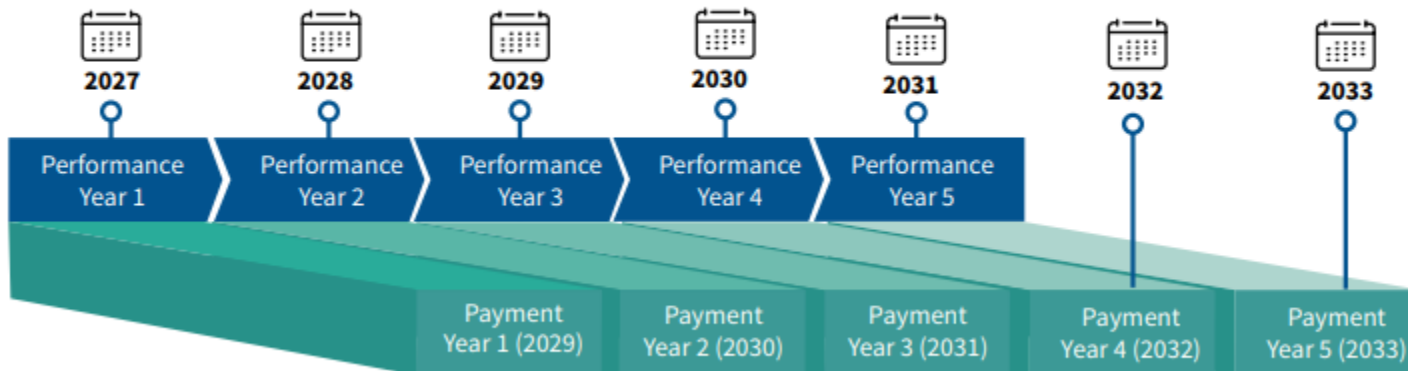 2027
2028
2029
2030
2031
2032
2033
Performance
Year 1
Performance
Year 2
Performance
Year 3
Performance
Year 4
Performance
Year 5
Payment
Year 1 (2029)
Payment
Year 2 (2030)
Payment
Year 3 (2031)
Payment
Year 4 (2032)
Payment
Year 5 (2033)